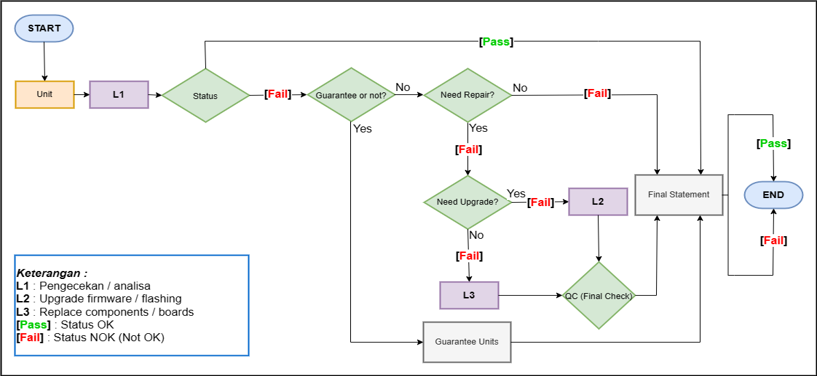 START
[Pass]
Unit
L1
Status
[Fail]
Guarantee or not?
No
Need Repair?
No
[Fail]
Yes
Yes
[Fail]
[Pass]
Need Upgrade?
Yes
[Fail]
L2
Final Statement
END
No
[Fail]
[Fail]
L3
QC (Final Check)
Guarantee Units
Keterangan :
L1 : Pengecekan / analisa
L2 : Upgrade firmware / flashing
L3 : Replace components / boards
[Pass] : Status OK
[Fail] : Status NOK (Not OK)